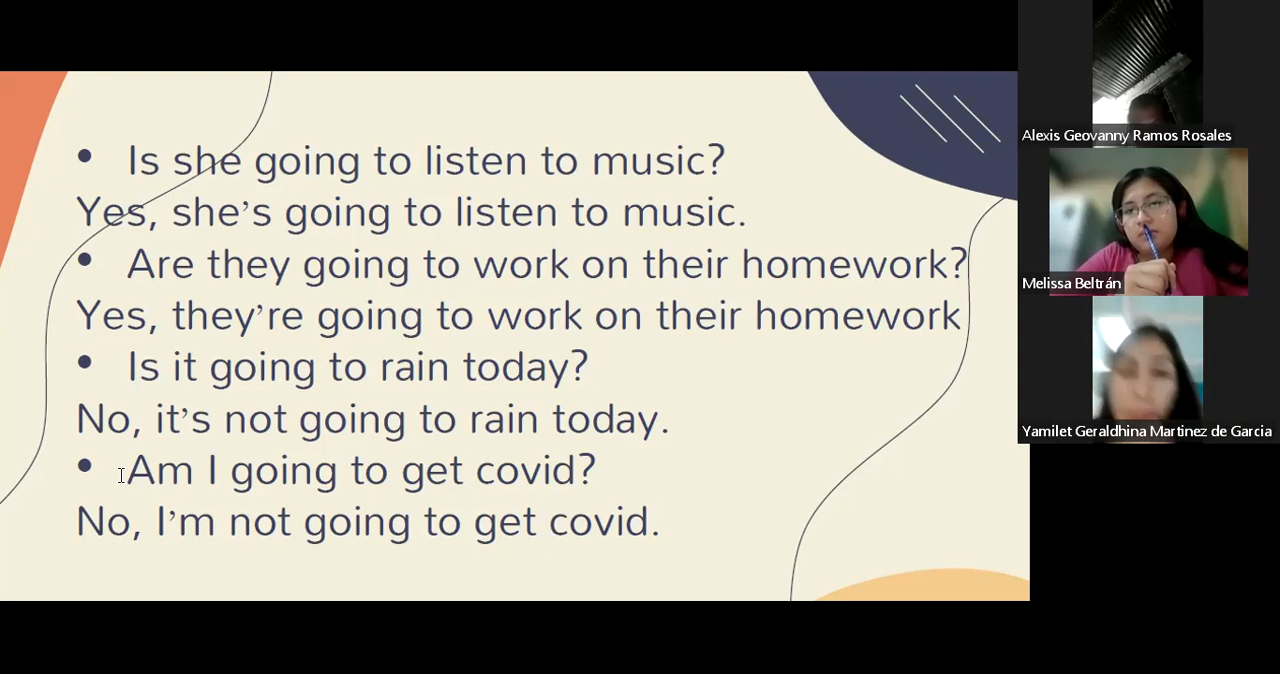 • Is she going to listen to music?
Yes, she’s going to listen to music.
• Are they going to work on their homework?
Yes, they’re going to work on their homework
• Is it going to rain today?
No, it’s not going to rain today.
• Am I going to get covid?
No, I’m not going to get covid.
Alexis Geovanny Ramos Rosales
Melissa Beltrán
Yamilet Geraldhina Martinez de Garcia